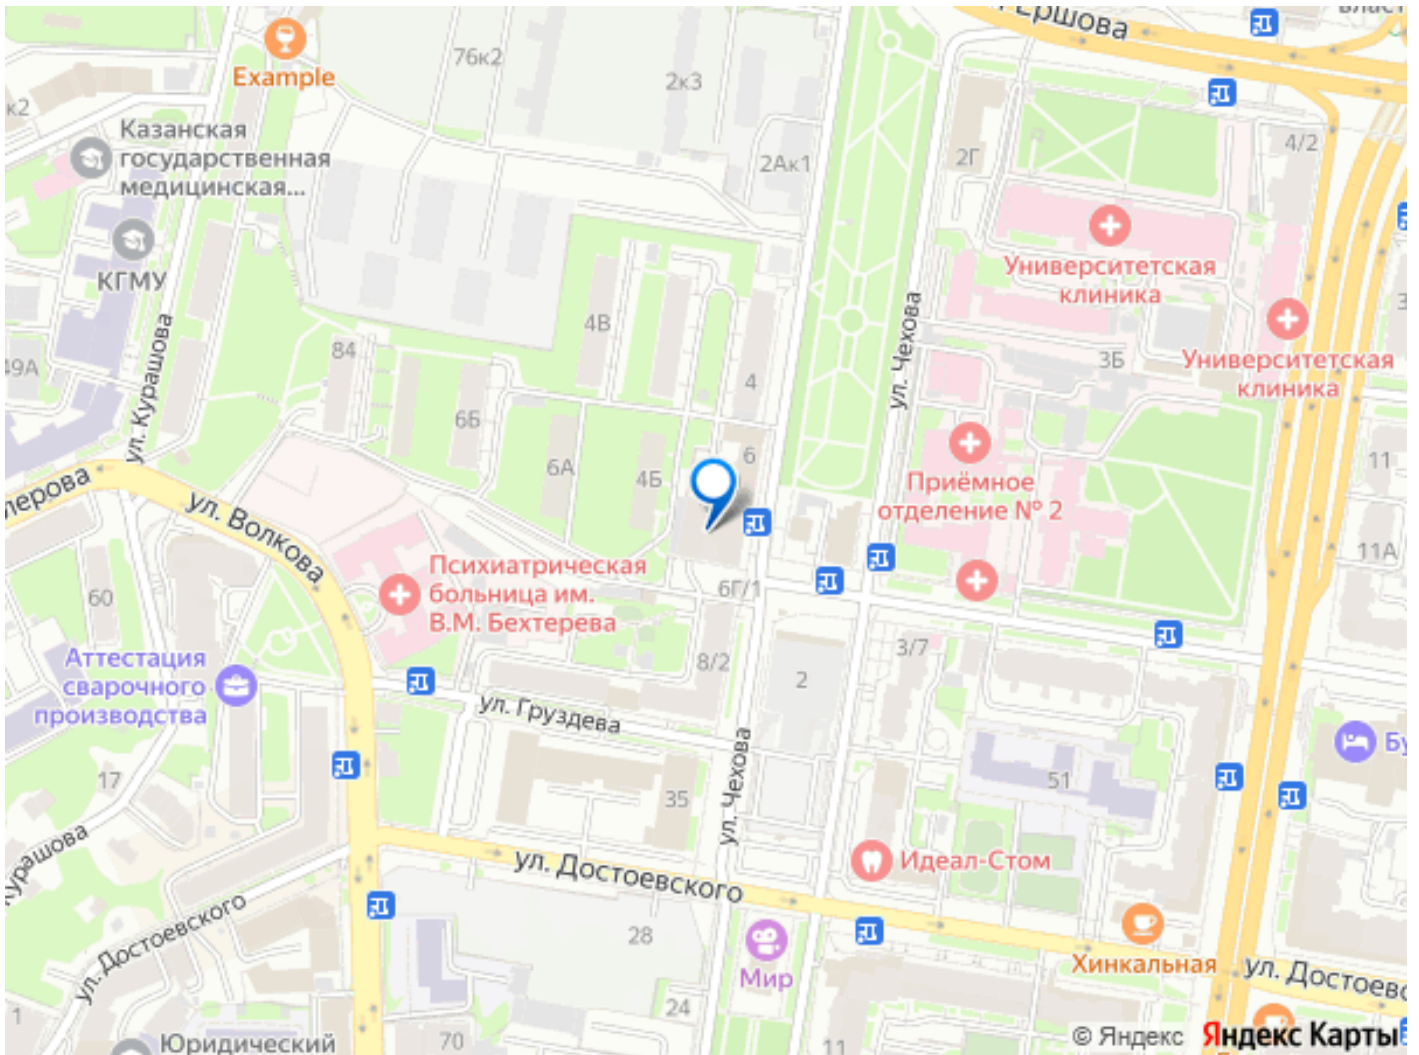 Ершова
76к2
Example
2к3
к2
Казанская
государственная
медицинская...
2Ак1
2Г
4/2
КГМУ
Университетская
клиника
4В
ул. Чехова
ул. Курашова
84
49А
4
3Б
Университетская
клиника
6Б
6
6А
4Б
11
Приёмное
отделение № 2
лерова
ул. Волкова
11А
Психиатрическая
больница им.
В.М. Бехтерева
6Г/1
60
8/2
3/7
Аттестация
сварочного
производства
2
ул. Груздева
Бу
17
35
ул. Чехова
51
Курашова
ул. Достоевского
Идеал-Стом
ул. Достоевского
28
Мир
Хинкальная
ул. Достоевс
24
1
Юридический
70
11
© Яндекс Яндекс Карты